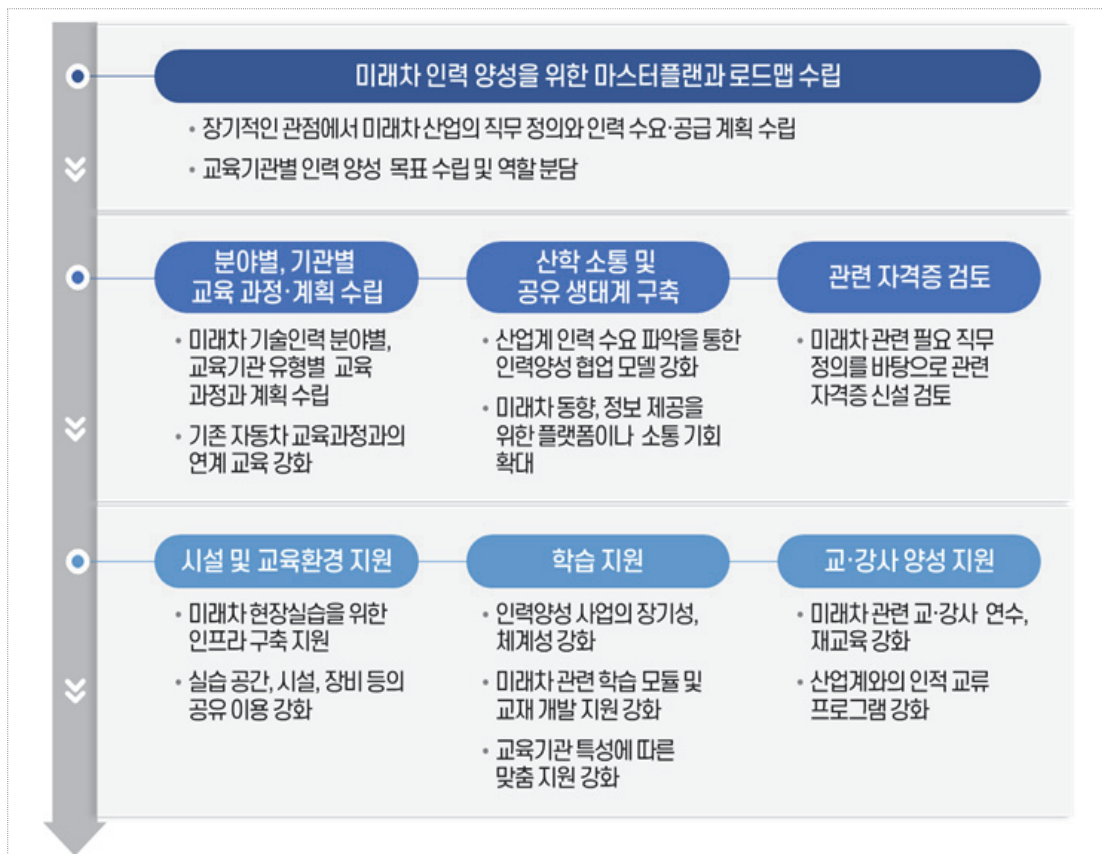 미래차 인력 양성을 위한 마스터플랜과 로드맵 수립
• 장기적인 관점에서 미래차 산업의 직무 정의와 인력 수요·공급 계획 수립
• 교육기관별 인력 양성 목표 수립 및 역할 분담
분야별, 기관별
교육 과정·계획 수립
• 미래차 기술인력 분야별,
교육기관 유형별 교육
과정과 계획 수립
• 기존 자동차 교육과정과의
연계 교육 강화
산학 소통 및
공유 생태계 구축
• 산업계 인력 수요 파악을 통한
인력양성 협업 모델 강화
• 미래차 동향, 정보 제공을
위한 플랫폼이나 소통 기회
확대
관련 자격증 검토
• 미래차 관련 필요 직무
정의를 바탕으로 관련
자격증 신설 검토
시설 및 교육환경 지원
• 미래차 현장실습을 위한
인프라 구축 지원
• 실습 공간, 시설, 장비 등의
공유 이용 강화
학습 지원
• 인력양성 사업의 장기성,
체계성 강화
• 미래차 관련 학습 모듈 및
교재 개발 지원 강화
• 교육기관 특성에 따른
맞춤 지원 강화
교·강사 양성 지원
• 미래차 관련 교·강사 연수,
재교육 강화
• 산업계와의 인적 교류
프로그램 강화